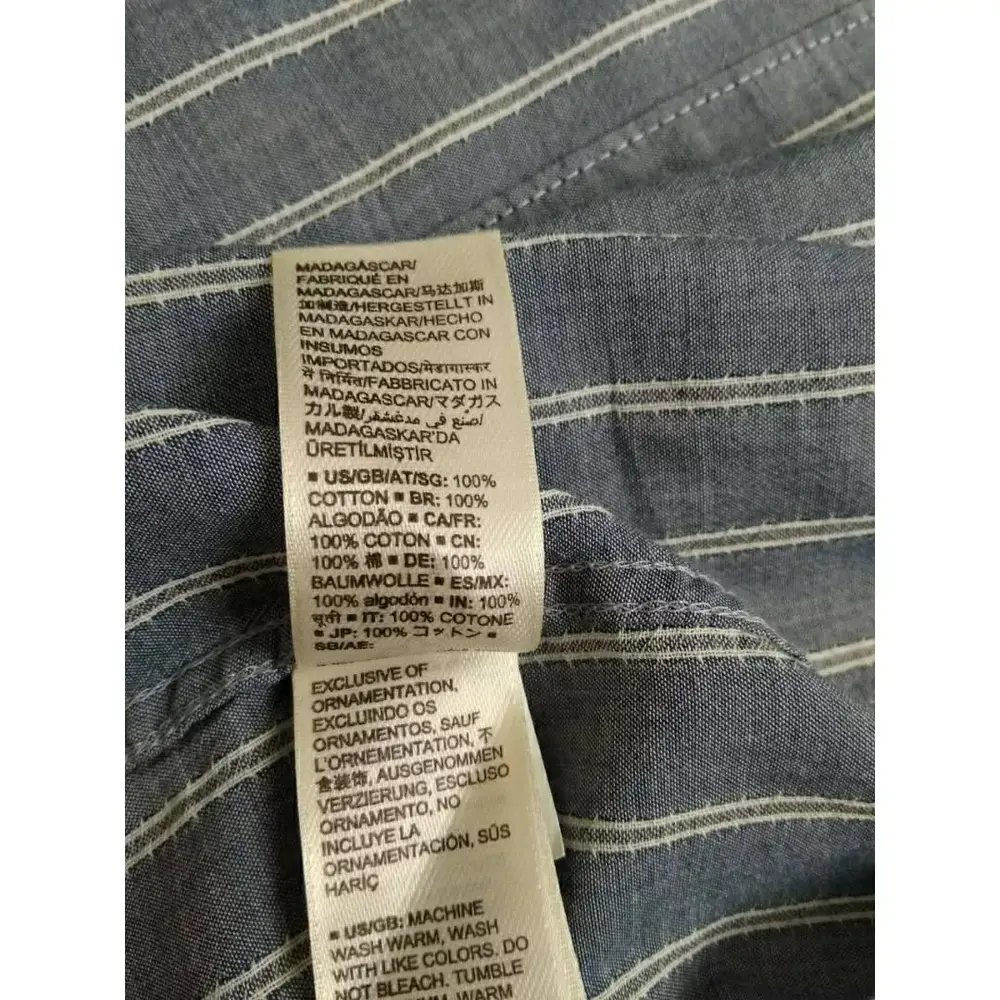 MADAGASCAR/
FABRIQUÉ EN
MADAGASCAR/马达加斯
加制造/HERGESTELLT IN
MADAGASKAR/HECHO
EN MADAGASCAR CON
INSUMOS
IMPORTADOS/मेडागास्कर
में निर्मित/FABBRICATO IN
MADAGASCAR/マダガス
カル製/صنع في مدغشقر/
MADAGASKAR'DA
ÜRETİLMİŞTİR
▪ US/GB/AT/SG: 100%
COTTON ▪ BR: 100%
ALGODÃO ▪ CA/FR:
100% COTON ▪ CN:
100% 棉 ▪ DE: 100%
BAUMWOLLE ▪ ES/MX:
100% algodón ▪ IN: 100%
सूती ▪ IT: 100% COTONE
▪ JP: 100% コットン ▪
SB/AE:
EXCLUSIVE OF
ORNAMENTATION,
EXCLUINDO OS
ORNAMENTOS, SAUF
L'ORNEMENTATION, 不
含装饰, AUSGENOMMEN
VERZIERUNG, ESCLUSO
ORNAMENTO, NO
INCLUYE LA
ORNAMENTACIÓN, SÜS
HARİÇ
▪ US/GB: MACHINE
WASH WARM, WASH
WITH LIKE COLORS. DO
NOT BLEACH. TUMBLE
WARM